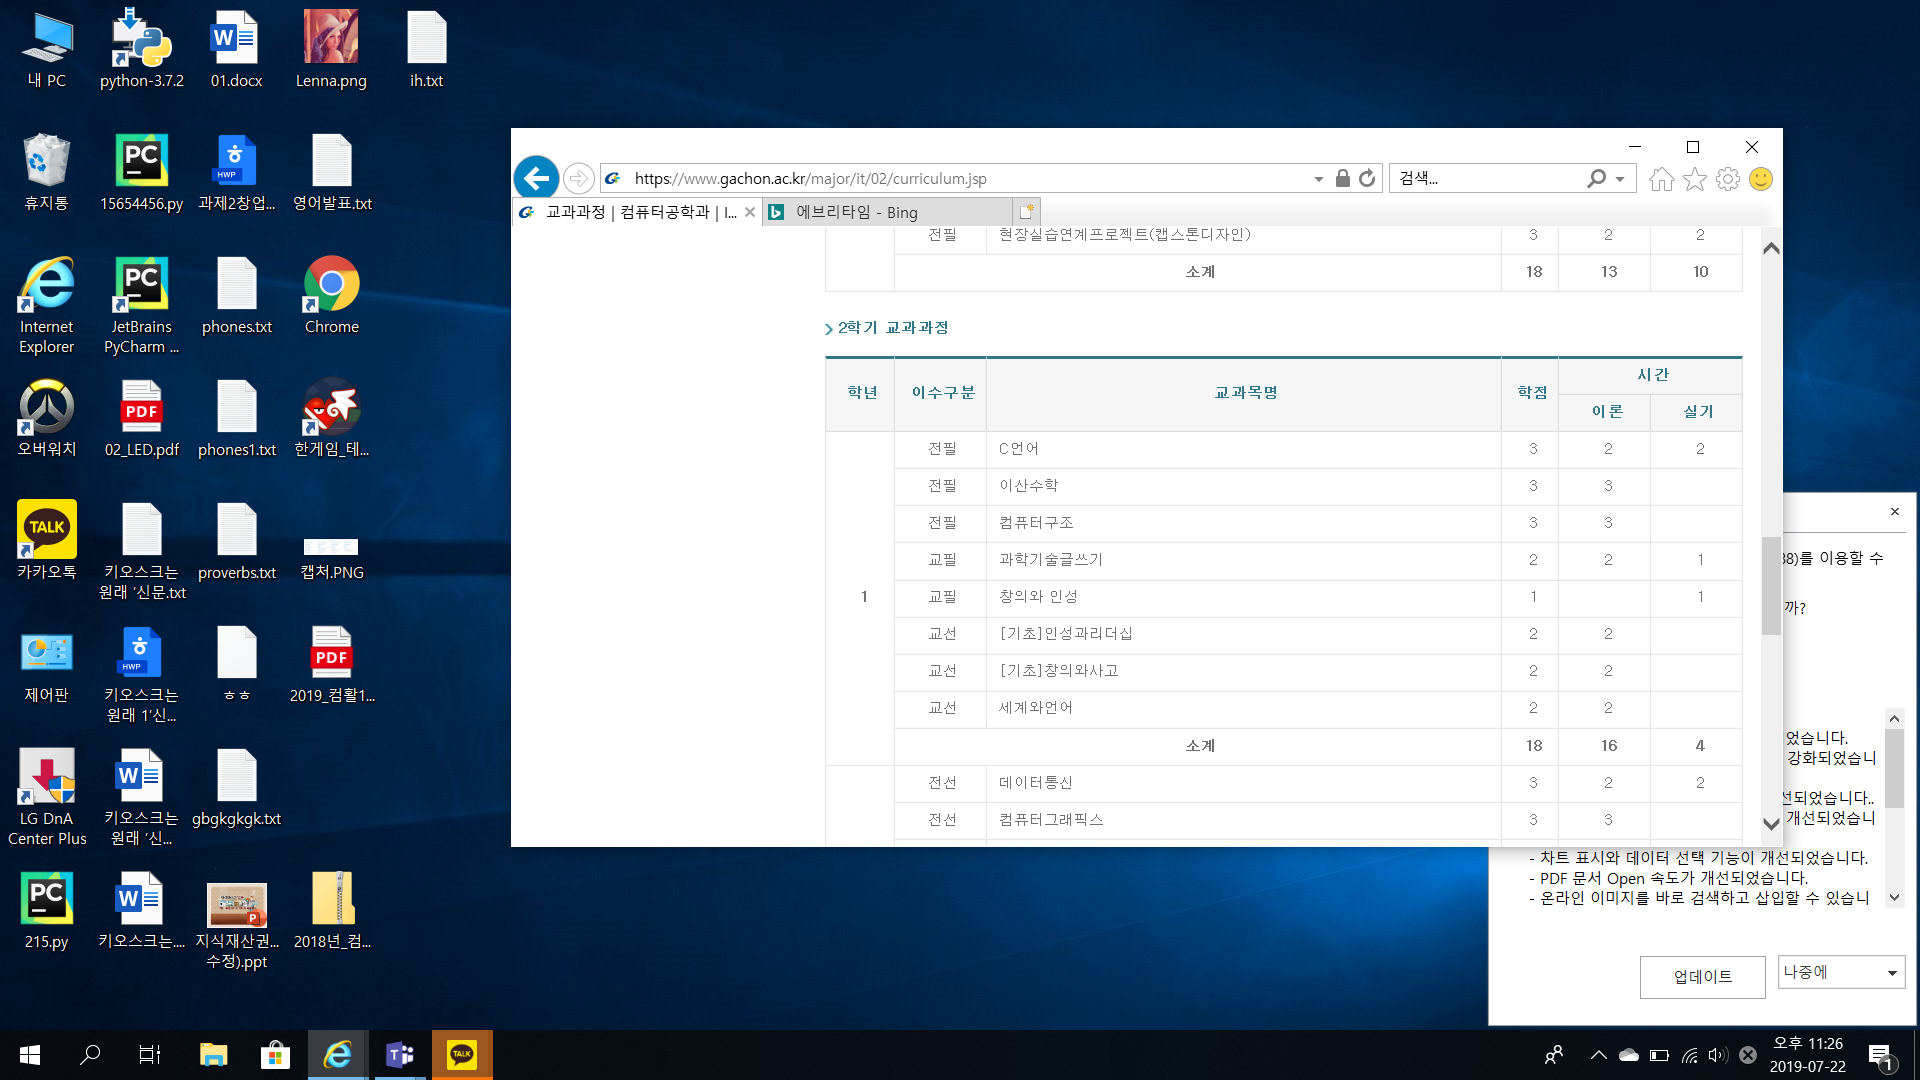 내 PC
python-3.7.2
01.docx
Lenna.png
ih.txt
휴지통
15654456.py
과제2창업...
영어발표.txt
Internet
Explorer
JetBrains
PyCharm ...
phones.txt
Chrome
오버워치
02_LED.pdf
phones1.txt
한게임_테...
카카오톡
키오스크는
원래 '신문.txt
proverbs.txt
캡처.PNG
제어판
키오스크는
원래 1'신...
ㅎㅎ
2019_컴활1...
LG DnA
Center Plus
키오스크는
원래 '신...
gbgkgkgk.txt
215.py
키오스크는....
지식재산권...
수정).ppt
2018년_컴...
https://www.gachon.ac.kr/major/it/02/curriculum.jsp
검색...
교과과정 | 컴퓨터공학과 | I...
에브리타임 - Bing
전필 현장실습연계프로젝트(캡스톤디자인) 3 2 2
소계 18 13 10
2학기 교과과정
학년 이수구분 교과목명 학점 시간
이론 실기
전필 C언어 3 2 2
전필 이산수학 3 3
전필 컴퓨터구조 3 3
교필 과학기술글쓰기 2 2 1
1 교필 창의와 인성 1 1
교선 [기초]인성과리더십 2 2
교선 [기초]창의와사고 2 2
교선 세계와언어 2 2
소계 18 16 4
전선 데이터통신 3 2 2
전선 컴퓨터그래픽스 3 3
38)를 이용할 수
까?
었습니다.
강화되었습니
선되었습니다..
개선되었습니
- 차트 표시와 데이터 선택 기능이 개선되었습니다.
- PDF 문서 Open 속도가 개선되었습니다.
- 온라인 이미지를 바로 검색하고 삽입할 수 있습니
업데이트
나중에
오후 11:26
2019-07-22
1